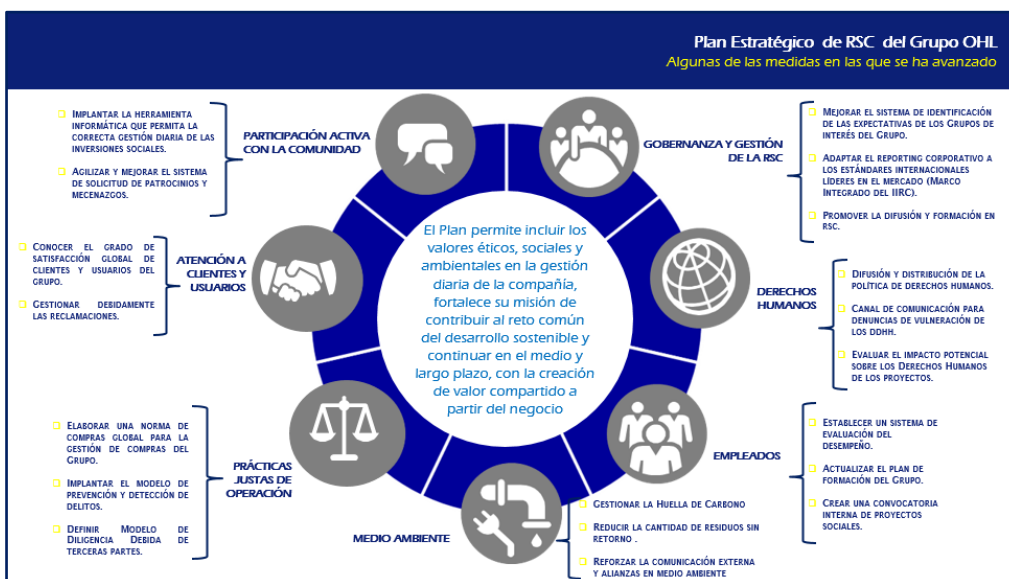 Plan Estratégico de RSC del Grupo OHL
Algunas de las medidas en las que se ha avanzado
IMPLANTAR LA HERRAMIENTA
INFORMÁTICA QUE PERMITA LA
CORRECTA GESTIÓN DIARIA DE LAS
INVERSIONES SOCIALES.
AGILIZAR Y MEJORAR EL SISTEMA
DE SOLICITUD DE PATROCINIOS Y
MECENAZGOS.
PARTICIPACIÓN ACTIVA
CON LA COMUNIDAD
GOBERNANZA Y GESTIÓN
DE LA RSC
MEJORAR EL SISTEMA DE IDENTIFICACIÓN
DE LAS EXPECTATIVAS DE LOS GRUPOS DE
INTERÉS DEL GRUPO.
ADAPTAR EL REPORTING CORPORATIVO A
LOS ESTÁNDARES INTERNACIONALES
LÍDERES EN EL MERCADO (MARCO
INTEGRADO DEL IIRC).
PROMOVER LA DIFUSIÓN Y FORMACIÓN EN
RSC.
CONOCER EL GRADO DE
SATISFACCIÓN GLOBAL DE
CLIENTES Y USUARIOS DEL
GRUPO.
GESTIONAR DEBIDAMENTE
LAS RECLAMACIONES.
ATENCIÓN A
CLIENTES Y
USUARIOS
El Plan permite incluir los
valores éticos, sociales y
ambientales en la gestión
diaria de la compañía,
fortalece su misión de
contribuir al reto común
del desarrollo sostenible y
continuar en el medio y
largo plazo, con la creación
de valor compartido a
partir del negocio
DERECHOS
HUMANOS
DIFUSIÓN Y DISTRIBUCIÓN DE LA
POLÍTICA DE DERECHOS HUMANOS.
CANAL DE COMUNICACIÓN PARA
DENUNCIAS DE VULNERACIÓN DE
LOS DDHH.
EVALUAR EL IMPACTO POTENCIAL
SOBRE LOS DERECHOS HUMANOS
DE LOS PROYECTOS.
ELABORAR UNA NORMA DE
COMPRAS GLOBAL PARA LA
GESTIÓN DE COMPRAS DEL
GRUPO.
IMPLANTAR EL MODELO DE
PREVENCIÓN Y DETECCIÓN DE
DELITOS.
DEFINIR MODELO DE
DILIGENCIA DEBIDA DE
TERCERAS PARTES.
PRÁCTICAS
JUSTAS DE
OPERACIÓN
EMPLEADOS
ESTABLECER UN SISTEMA DE
EVALUACIÓN DEL
DESEMPEÑO.
ACTUALIZAR EL PLAN DE
FORMACIÓN DEL GRUPO.
CREAR UNA CONVOCATORIA
INTERNA DE PROYECTOS
SOCIALES.
MEDIO AMBIENTE
GESTIONAR LA HUELLA DE CARBONO
REDUCIR LA CANTIDAD DE RESIDUOS SIN
RETORNO .
REFORZAR LA COMUNICACIÓN EXTERNA
Y ALIANZAS EN MEDIO AMBIENTE